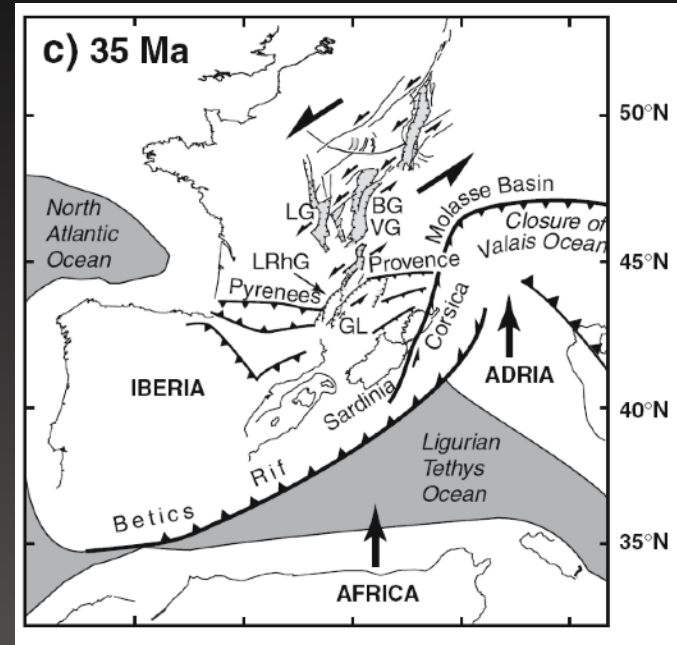 c) 35 Ma
50°N
North
Atlantic
Ocean
LG
BG
VG
Molasse Basin
Closure of
Valais Ocean
45°N
LRhG
Provence
Pyrenees
GL
Corsica
IBERIA
ADRIA
Sardinia
40°N
Ligurian
Tethys
Ocean
Rif
Betics
35°N
AFRICA